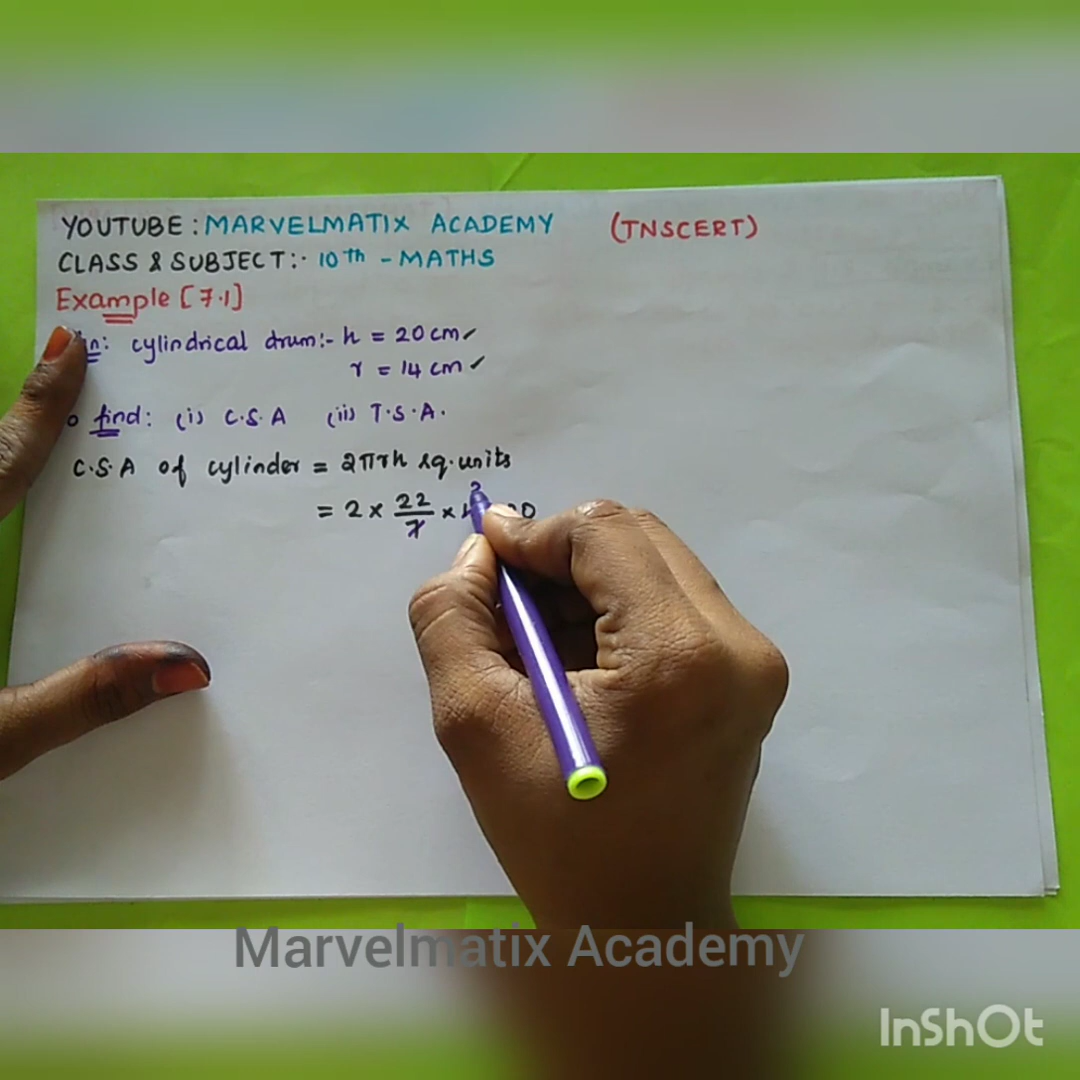 YOUTUBE: MARVELMATIX ACADEMY (TNSCERT)
CLASS & SUBJECT:- 10th - MATHS
Example [7.1]
cylindrical drum:- h = 20 cm ✓
r = 14 cm ✓
find: (i) C.S.A (ii) T.S.A.
C.S.A of cylinder = 2πrh sq.units
= 2 × 22/7 ×
Marvelmatix Academy
InShOt